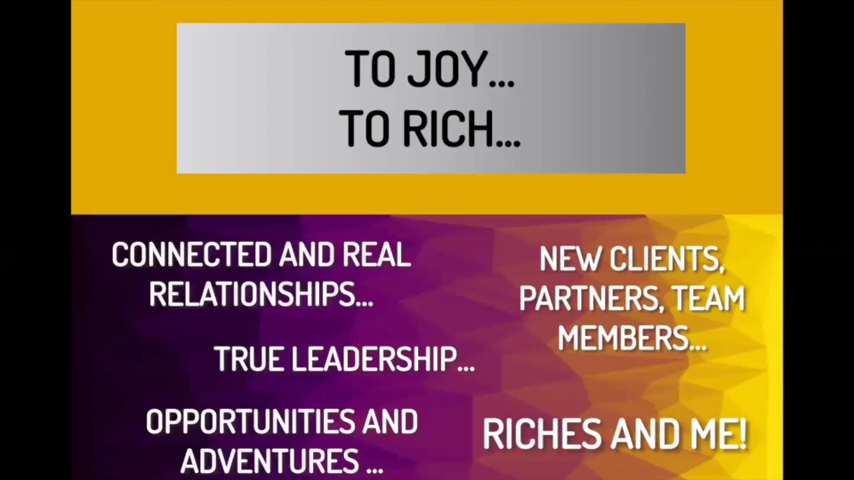 TO JOY...
TO RICH...
CONNECTED AND REAL
RELATIONSHIPS...
NEW CLIENTS,
PARTNERS, TEAM
MEMBERS...
TRUE LEADERSHIP...
OPPORTUNITIES AND
ADVENTURES ...
RICHES AND ME!